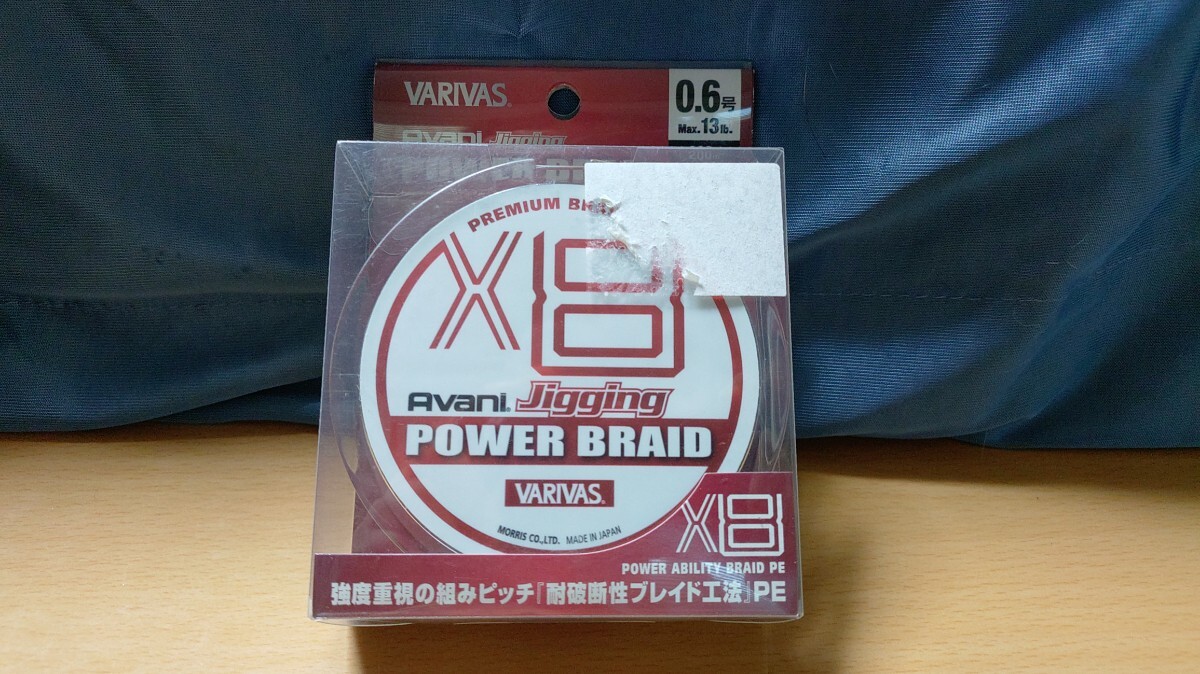 VARIVAS®
0.6号
Max.13lb.
200
Avani Jigging
POWER
PREMIUM
X8
Avani® Jigging
POWER BRAID
VARIVAS®
MORRIS CO.,LTD. MADE IN JAPAN
X8
POWER ABILITY BRAID PE
強度重視の組みピッチ『耐破断性ブレイド工法』PE